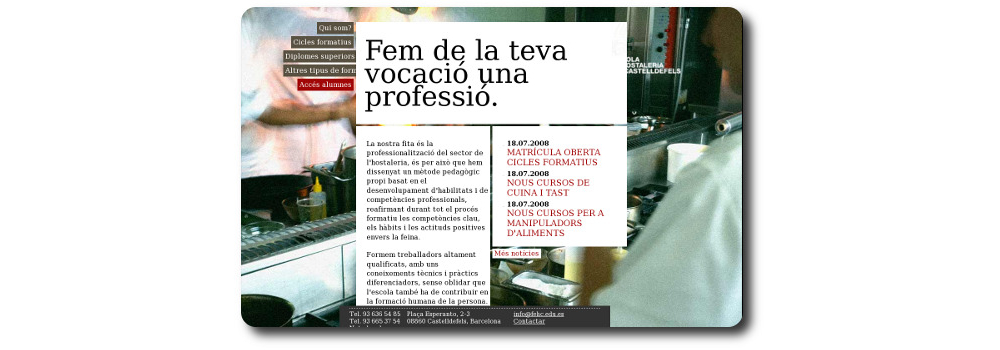 Qui som?
Cicles formatius
Diplomes superiors
Altres tipus de form
Accés alumnes
Fem de la teva
vocació una
professió.
OLA
HOSTALERIA
CASTELLDEFELS
La nostra fita és la
professionalització del sector de
l'hostaleria, és per això que hem
dissenyat un mètode pedagògic
propi basat en el
desenvolupament d'habilitats i de
competències professionals,
reafirmant durant tot el procés
formatiu les competències clau,
els hàbits i les actituds positives
envers la feina.
Formem treballadors altament
qualificats, amb uns
coneixements tècnics i pràctics
diferenciadors, sense oblidar que
l'escola també ha de contribuir en
la formació humana de la persona.
18.07.2008
MATRÍCULA OBERTA
CICLES FORMATIUS
18.07.2008
NOUS CURSOS DE
CUINA I TAST
18.07.2008
NOUS CURSOS PER A
MANIPULADORS
D'ALIMENTS
Més notícies
Tel. 93 636 54 85 Plaça Esperanto, 2-3 info@fehc.edu.es
Tel. 93 665 37 54 08860 Castelldefels, Barcelona Contactar